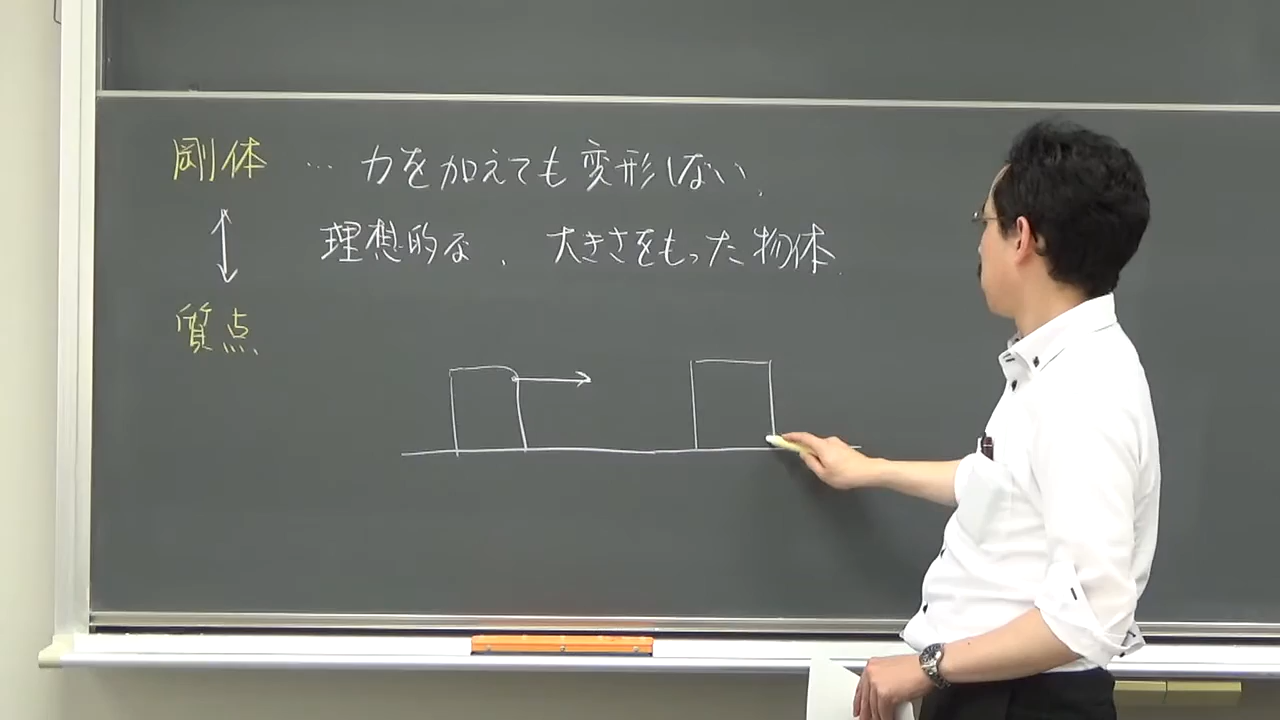 剛体 … 力を加えても変形しない、
理想的な、大きさをもった物体.
質点.